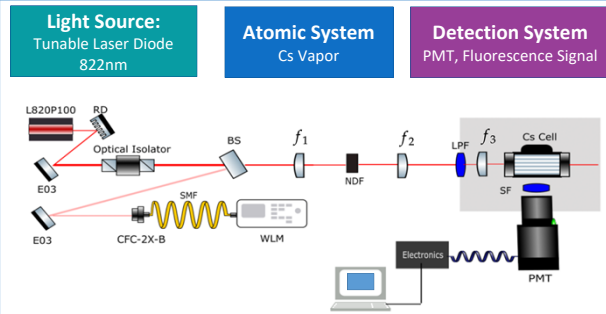 Light Source:
Tunable Laser Diode
822nm
Atomic System
Cs Vapor
Detection System
PMT, Fluorescence Signal
L820P100
RD
Optical Isolator
E03
BS
f1
NDF
f2
LPF
f3
Cs Cell
SF
E03
CFC-2X-B
SMF
WLM
Electronics
PMT